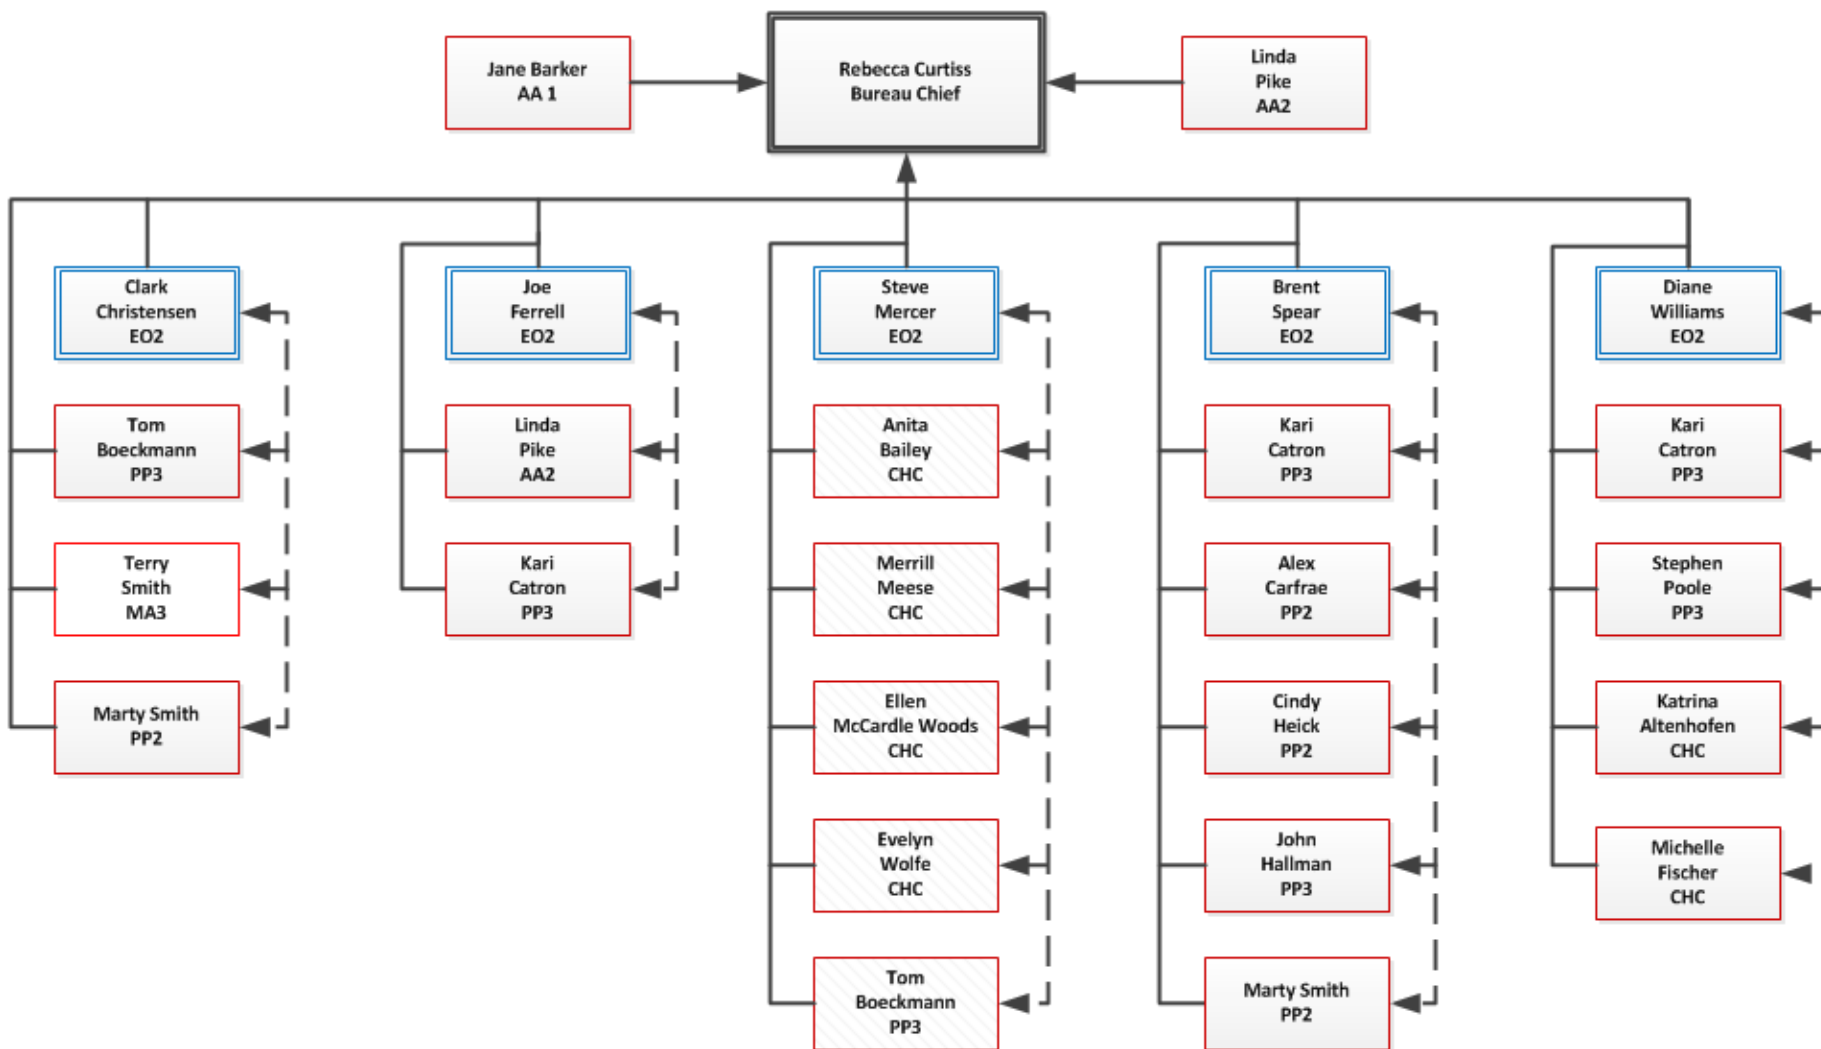 Jane Barker
AA 1
Rebecca Curtiss
Bureau Chief
Linda
Pike
AA2
Clark
Christensen
EO2
Tom
Boeckmann
PP3
Terry
Smith
MA3
Marty Smith
PP2
Joe
Ferrell
EO2
Linda
Pike
AA2
Kari
Catron
PP3
Steve
Mercer
EO2
Anita
Bailey
CHC
Merrill
Meese
CHC
Ellen
McCardle Woods
CHC
Evelyn
Wolfe
CHC
Tom
Boeckmann
PP3
Brent
Spear
EO2
Kari
Catron
PP3
Alex
Carfrae
PP2
Cindy
Heick
PP2
John
Hallman
PP3
Marty Smith
PP2
Diane
Williams
EO2
Kari
Catron
PP3
Stephen
Poole
PP3
Katrina
Altenhofen
CHC
Michelle
Fischer
CHC